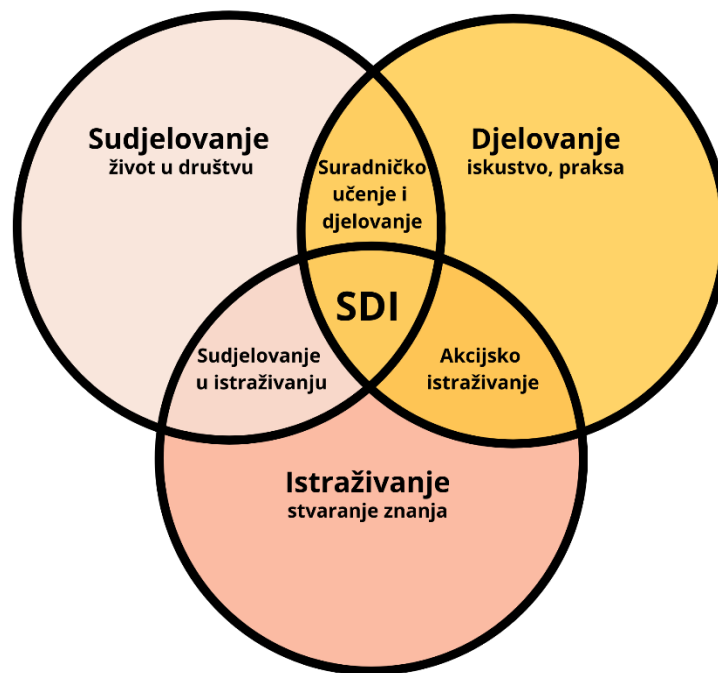 Sudjelovanje
život u društvu
Djelovanje
iskustvo, praksa
Suradničko
učenje i
djelovanje
SDI
Sudjelovanje
u istraživanju
Akcijsko
istraživanje
Istraživanje
stvaranje znanja